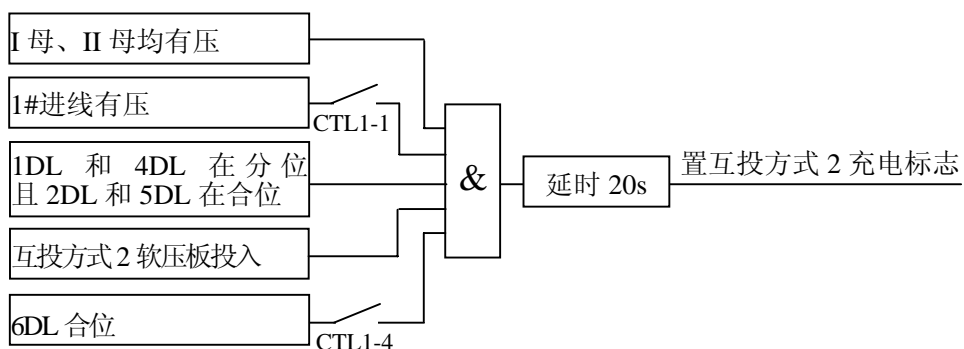 I 母、II 母均有压
1#进线有压
CTL1-1
1DL 和 4DL 在分位
且 2DL 和 5DL 在合位
&
延时 20s
置互投方式 2 充电标志
互投方式 2 软压板投入
6DL 合位
CTL1-4